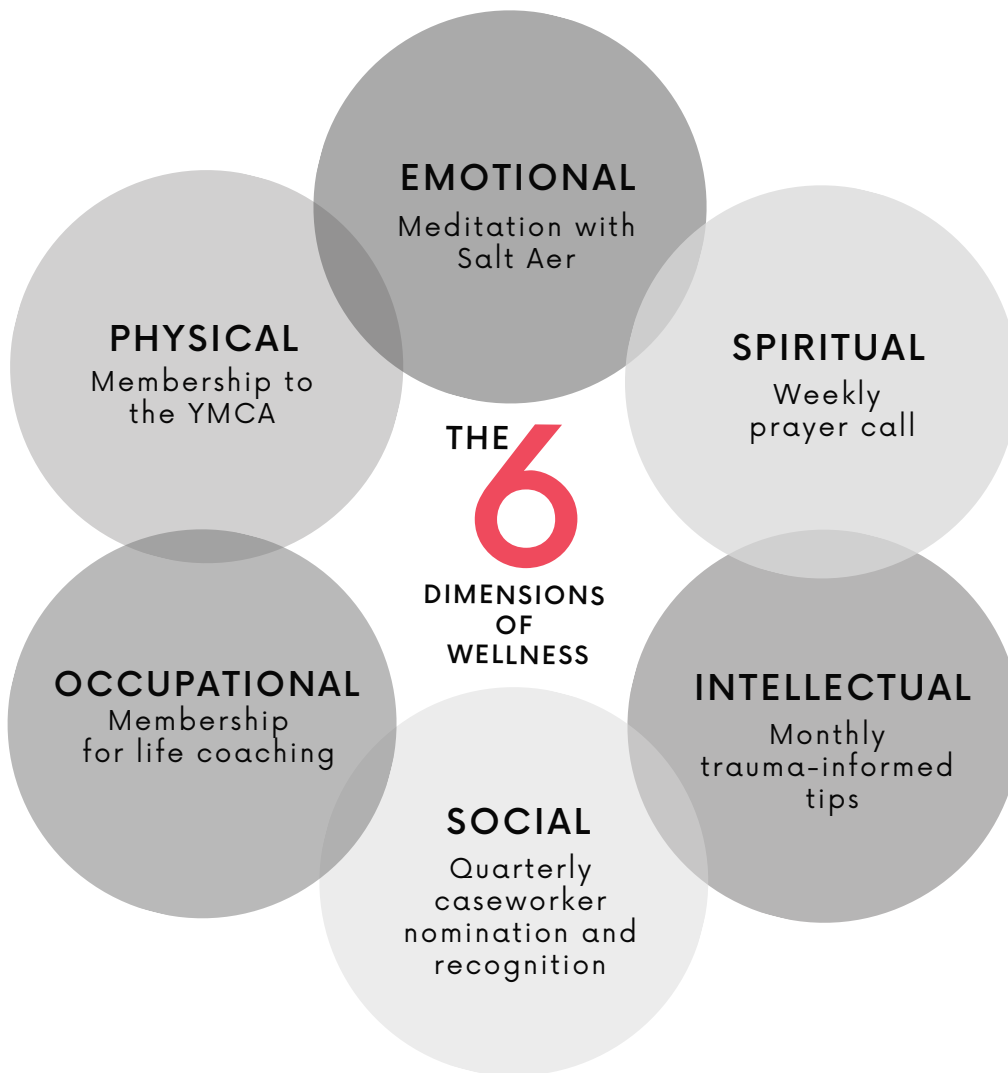 EMOTIONAL
Meditation with
Salt Aer
PHYSICAL
Membership to
the YMCA
SPIRITUAL
Weekly
prayer call
THE 6
DIMENSIONS
OF
WELLNESS
OCCUPATIONAL
Membership
for life coaching
INTELLECTUAL
Monthly
trauma-informed
tips
SOCIAL
Quarterly
caseworker
nomination and
recognition